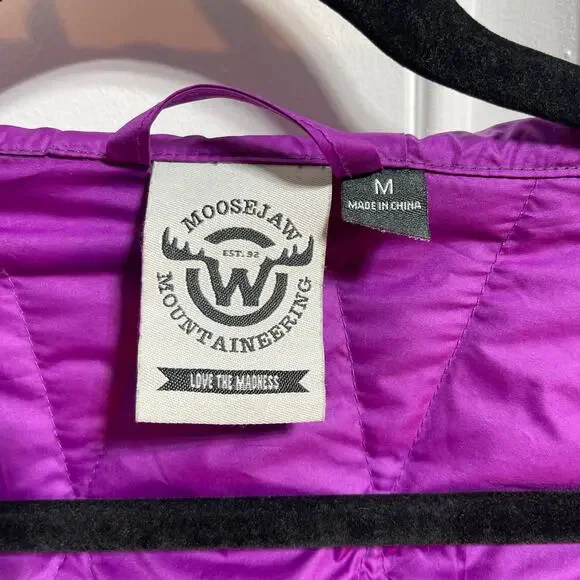 MOOSEJAW
EST. 92
W
MOUNTAINEERING
LOVE THE MADNESS
M
MADE IN CHINA